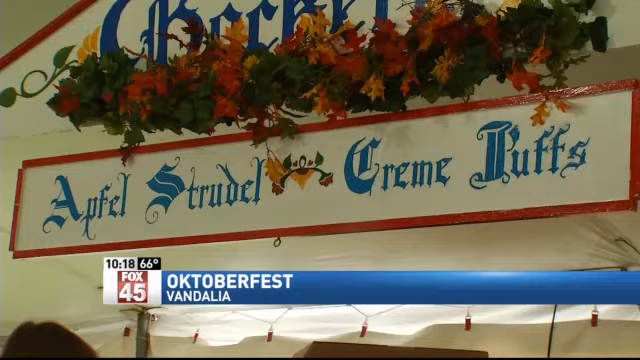 Apfel Strudel Creme Puffs
10:18 66°
FOX 45
OKTOBERFEST
VANDALIA